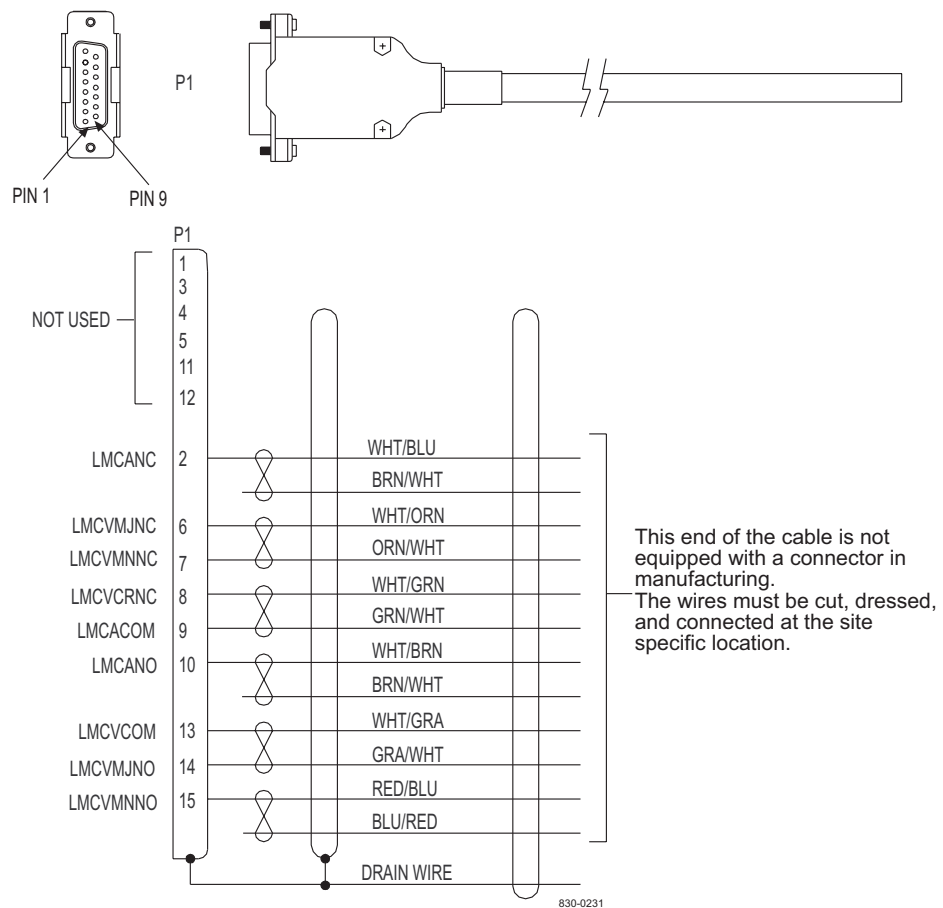 P1
PIN 1
PIN 9
P1
1
3
NOT USED
4
5
11
12
LMCANC
2
WHT/BLU
BRN/WHT
LMCVMJNC
6
WHT/ORN
LMCVMNNC
7
ORN/WHT
LMCVCRNC
8
WHT/GRN
LMCACOM
9
GRN/WHT
LMCANO
10
WHT/BRN
BRN/WHT
LMCVCOM
13
WHT/GRA
LMCVMJNO
14
GRA/WHT
LMCVMNNO
15
RED/BLU
BLU/RED
DRAIN WIRE
This end of the cable is not
equipped with a connector in
manufacturing.
The wires must be cut, dressed,
and connected at the site
specific location.
830-0231